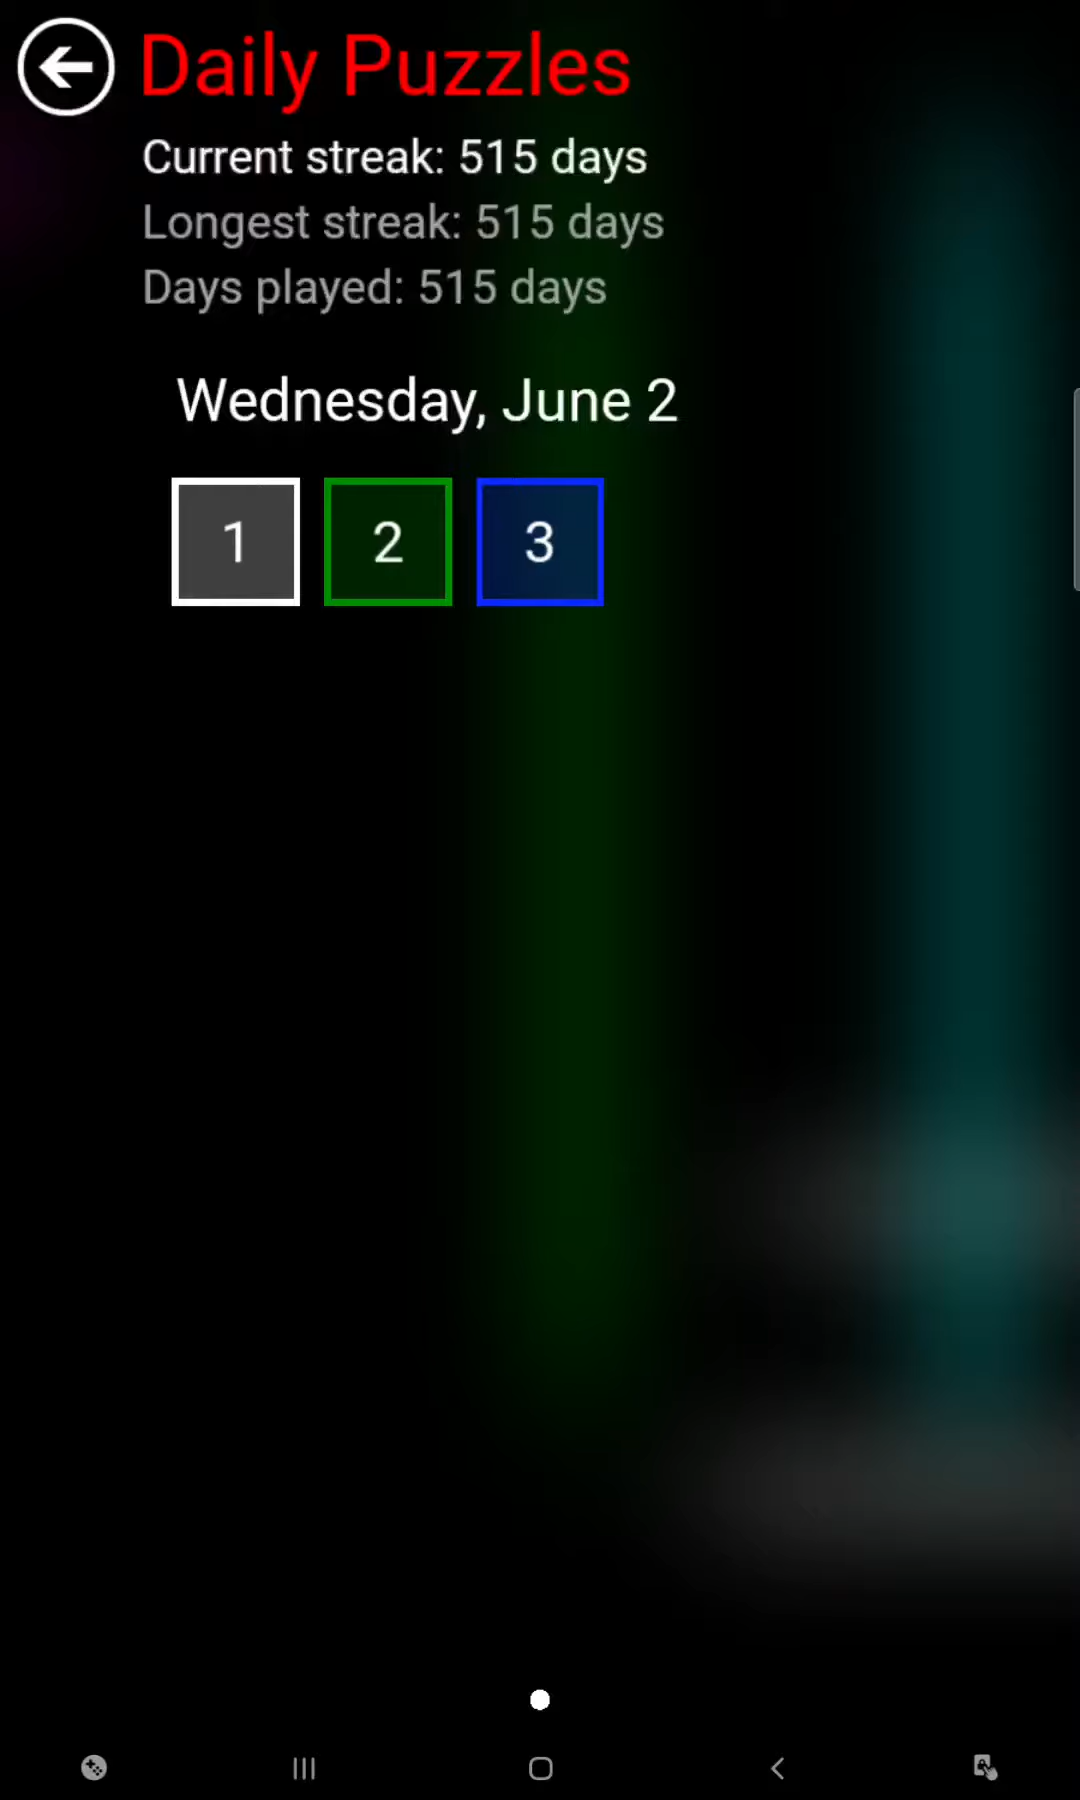 Daily Puzzles
Current streak: 515 days
Longest streak: 515 days
Days played: 515 days
Wednesday, June 2
1 2 3